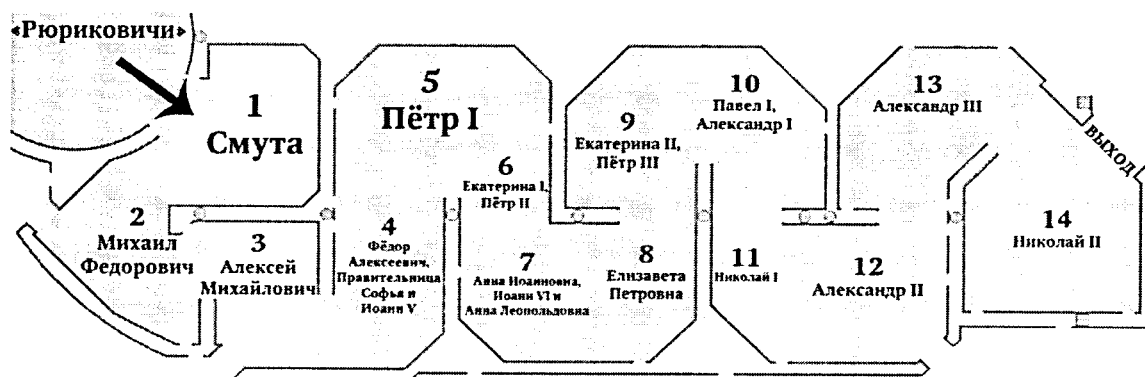 «Рюриковичи»
1
Смута
2
Михаил
Федорович
3
Алексей
Михайлович
4
Фёдор
Алексеевич,
Правительница
Софья и
Иоанн V
5
Пётр I
6
Екатерина I,
Пётр II
7
Анна Иоанновна,
Иоанн VI и
Анна Леопольдовна
8
Елизавета
Петровна
9
Екатерина II,
Пётр III
10
Павел I,
Александр I
11
Николай I
12
Александр II
13
Александр III
14
Николай II
ВЫХОД